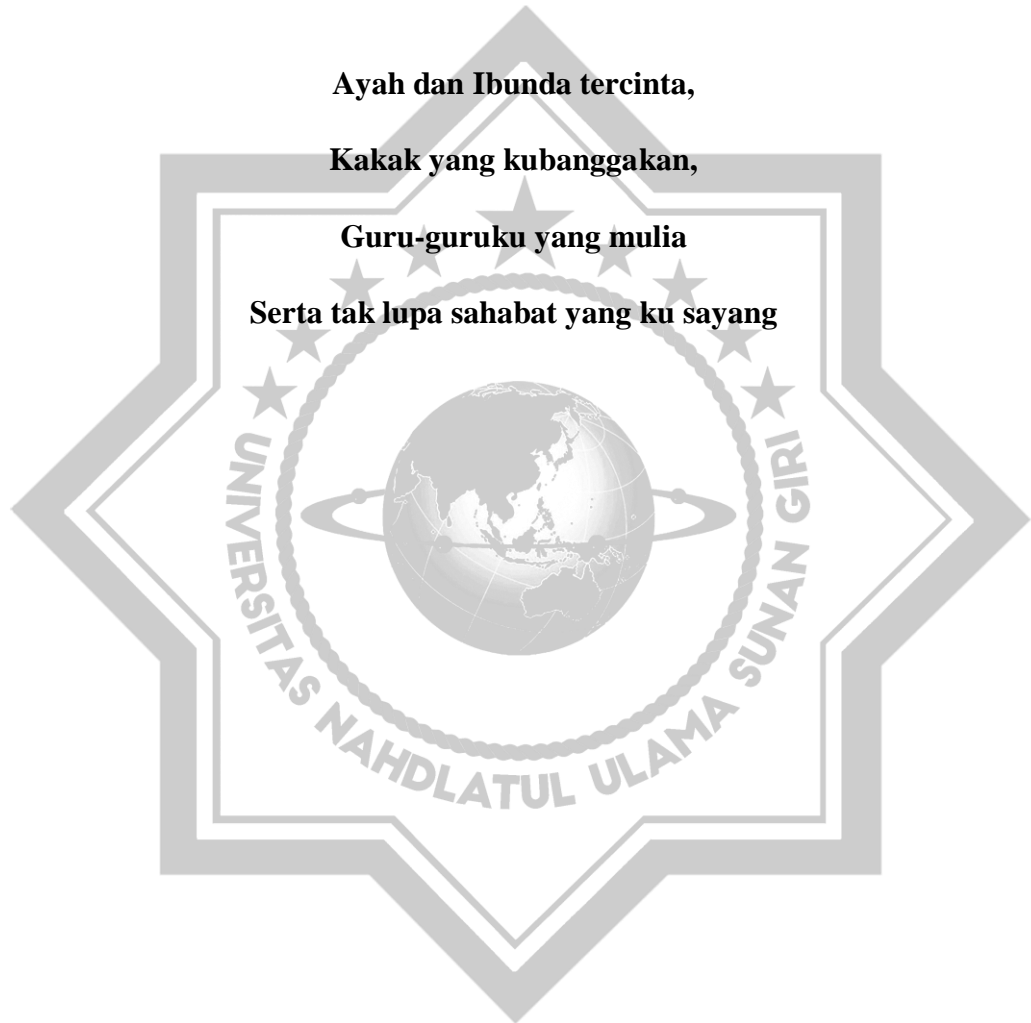 Ayah dan Ibunda tercinta,
Kakak yang kubanggakan,
Guru-guruku yang mulia
Serta tak lupa sahabat yang ku sayang
UNIVERSITAS NAHDLATUL ULAMA SUNAN GIRI